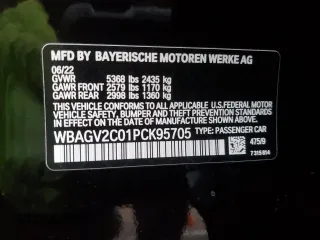 MFD BY BAYERISCHE MOTOREN WERKE AG
06/22
GVWR 5368 lbs 2435 kg
GAWR FRONT 2579 lbs 1170 kg
GAWR REAR 2998 lbs 1360 kg
THIS VEHICLE CONFORMS TO ALL APPLICABLE U.S.FEDERAL MOTOR
VEHICLE SAFETY, BUMPER, AND THEFT PREVENTION STANDARDS IN
EFFECT ON THE DATE OF MANUFACTURE SHOWN ABOVE.
WBAGV2C01PCK95705 TYPE: PASSENGER CAR
475/9
7315814